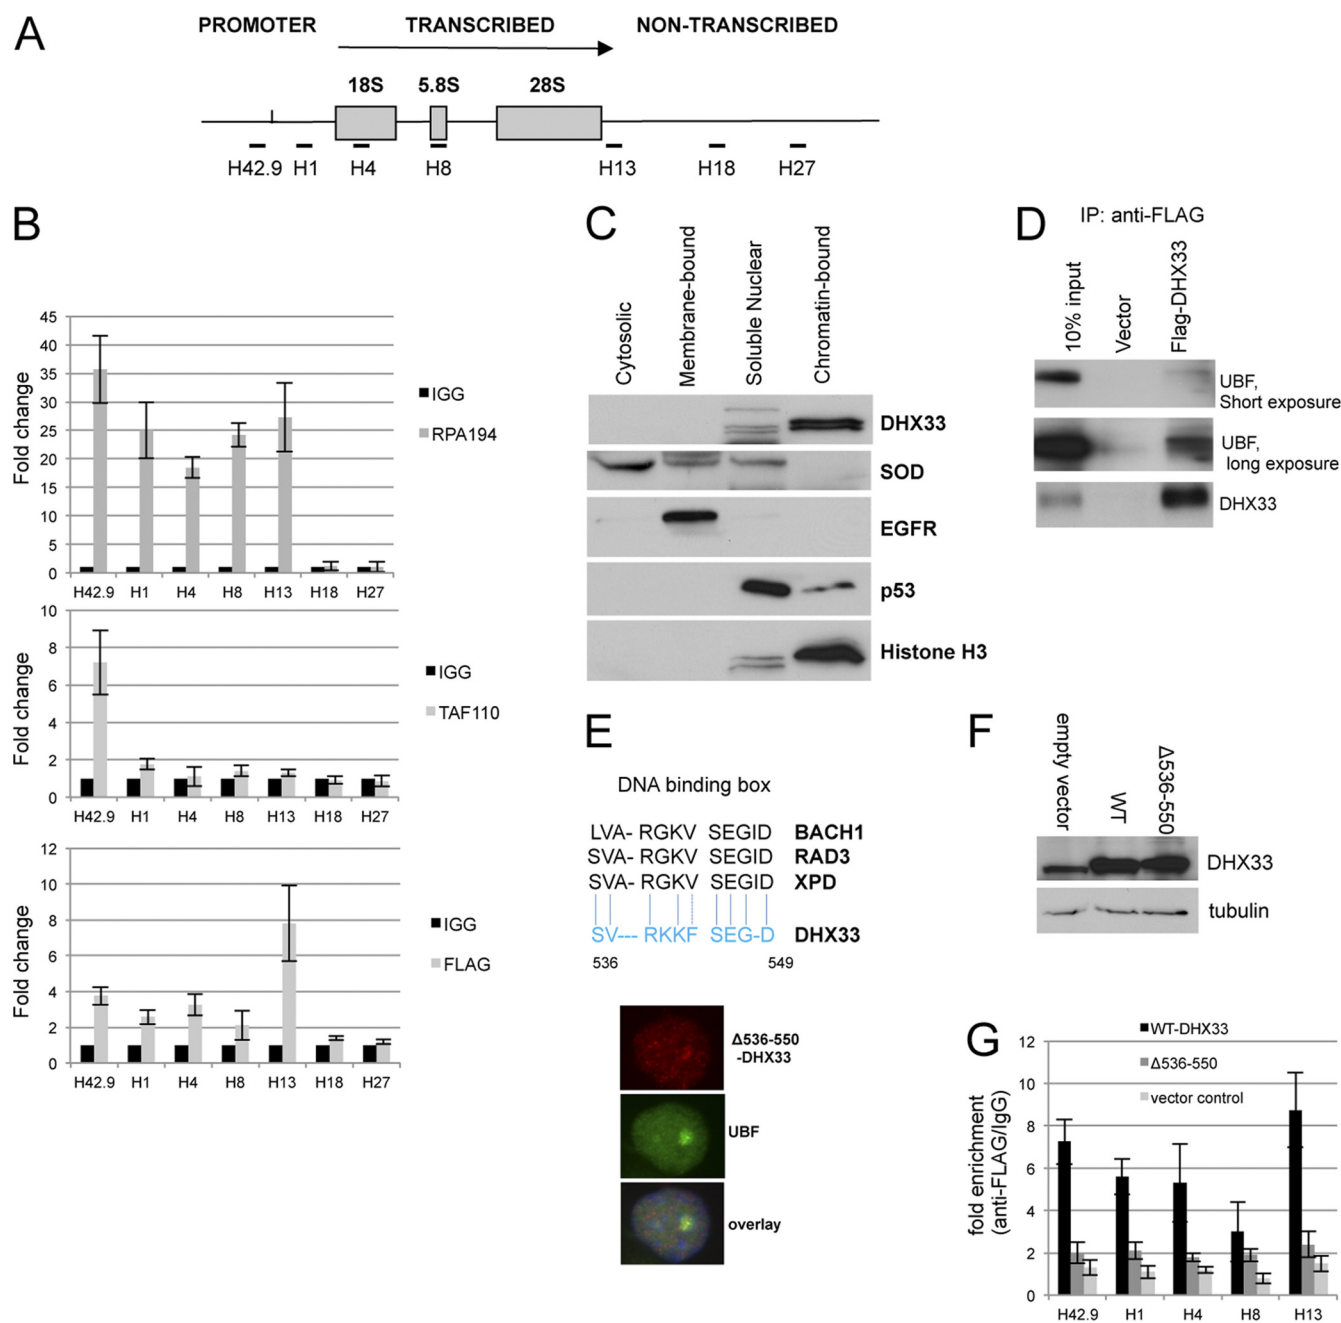 A
PROMOTER TRANSCRIBED NON-TRANSCRIBED
18S 5.8S 28S
H42.9 H1 H4 H8 H13 H18 H27
B
Fold change
45
40
35
30
25
20
15
10
5
0
H42.9 H1 H4 H8 H13 H18 H27
IGG
RPA194
Fold change
10
8
6
4
2
0
H42.9 H1 H4 H8 H13 H18 H27
IGG
TAF110
Fold change
12
10
8
6
4
2
0
H42.9 H1 H4 H8 H13 H18 H27
IGG
FLAG
C
Cytosolic
Membrane-bound
Soluble Nuclear
Chromatin-bound
DHX33
SOD
EGFR
p53
Histone H3
D
IP: anti-FLAG
10% input
Vector
Flag-DHX33
UBF,
Short exposure
UBF,
long exposure
DHX33
E
DNA binding box
LVA- RGKV SEGID BACH1
SVA- RGKV SEGID RAD3
SVA- RGKV SEGID XPD
SV--- RKKF SEG-D DHX33
536 549
Δ536-550
-DHX33
UBF
overlay
F
empty vector
WT
Δ536-550
DHX33
tubulin
G
WT-DHX33
Δ536-550
vector control
fold enrichment
(anti-FLAG/IgG)
12
10
8
6
4
2
0
H42.9 H1 H4 H8 H13